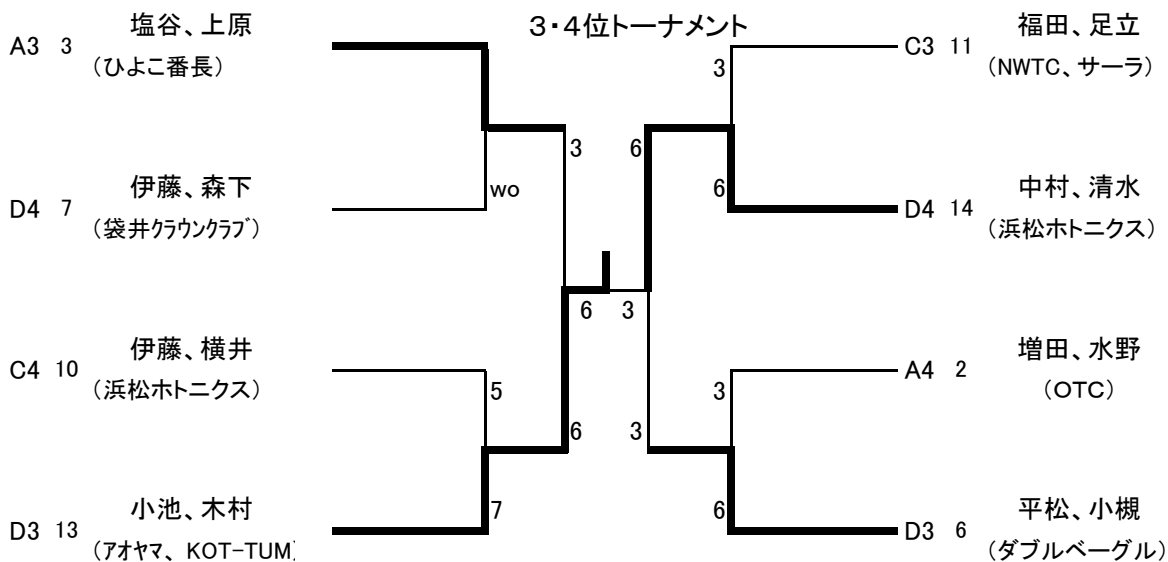 ３・４位トーナメント
A3 3 塩谷、上原
（ひよこ番長）
D4 7 伊藤、森下
（袋井ｸﾗｳﾝｸﾗﾌﾞ）
C4 10 伊藤、横井
（浜松ホトニクス）
D3 13 小池、木村
（ｱｵﾔﾏ、KOT-TUM)
wo
5
7
3
6
6
3
6
3
3
6
3
6
福田、足立 C3 11
（NWTC、サーラ）
中村、清水 D4 14
（浜松ホトニクス）
増田、水野 A4 2
（OTC）
平松、小槻 D3 6
（ダブルベーグル）